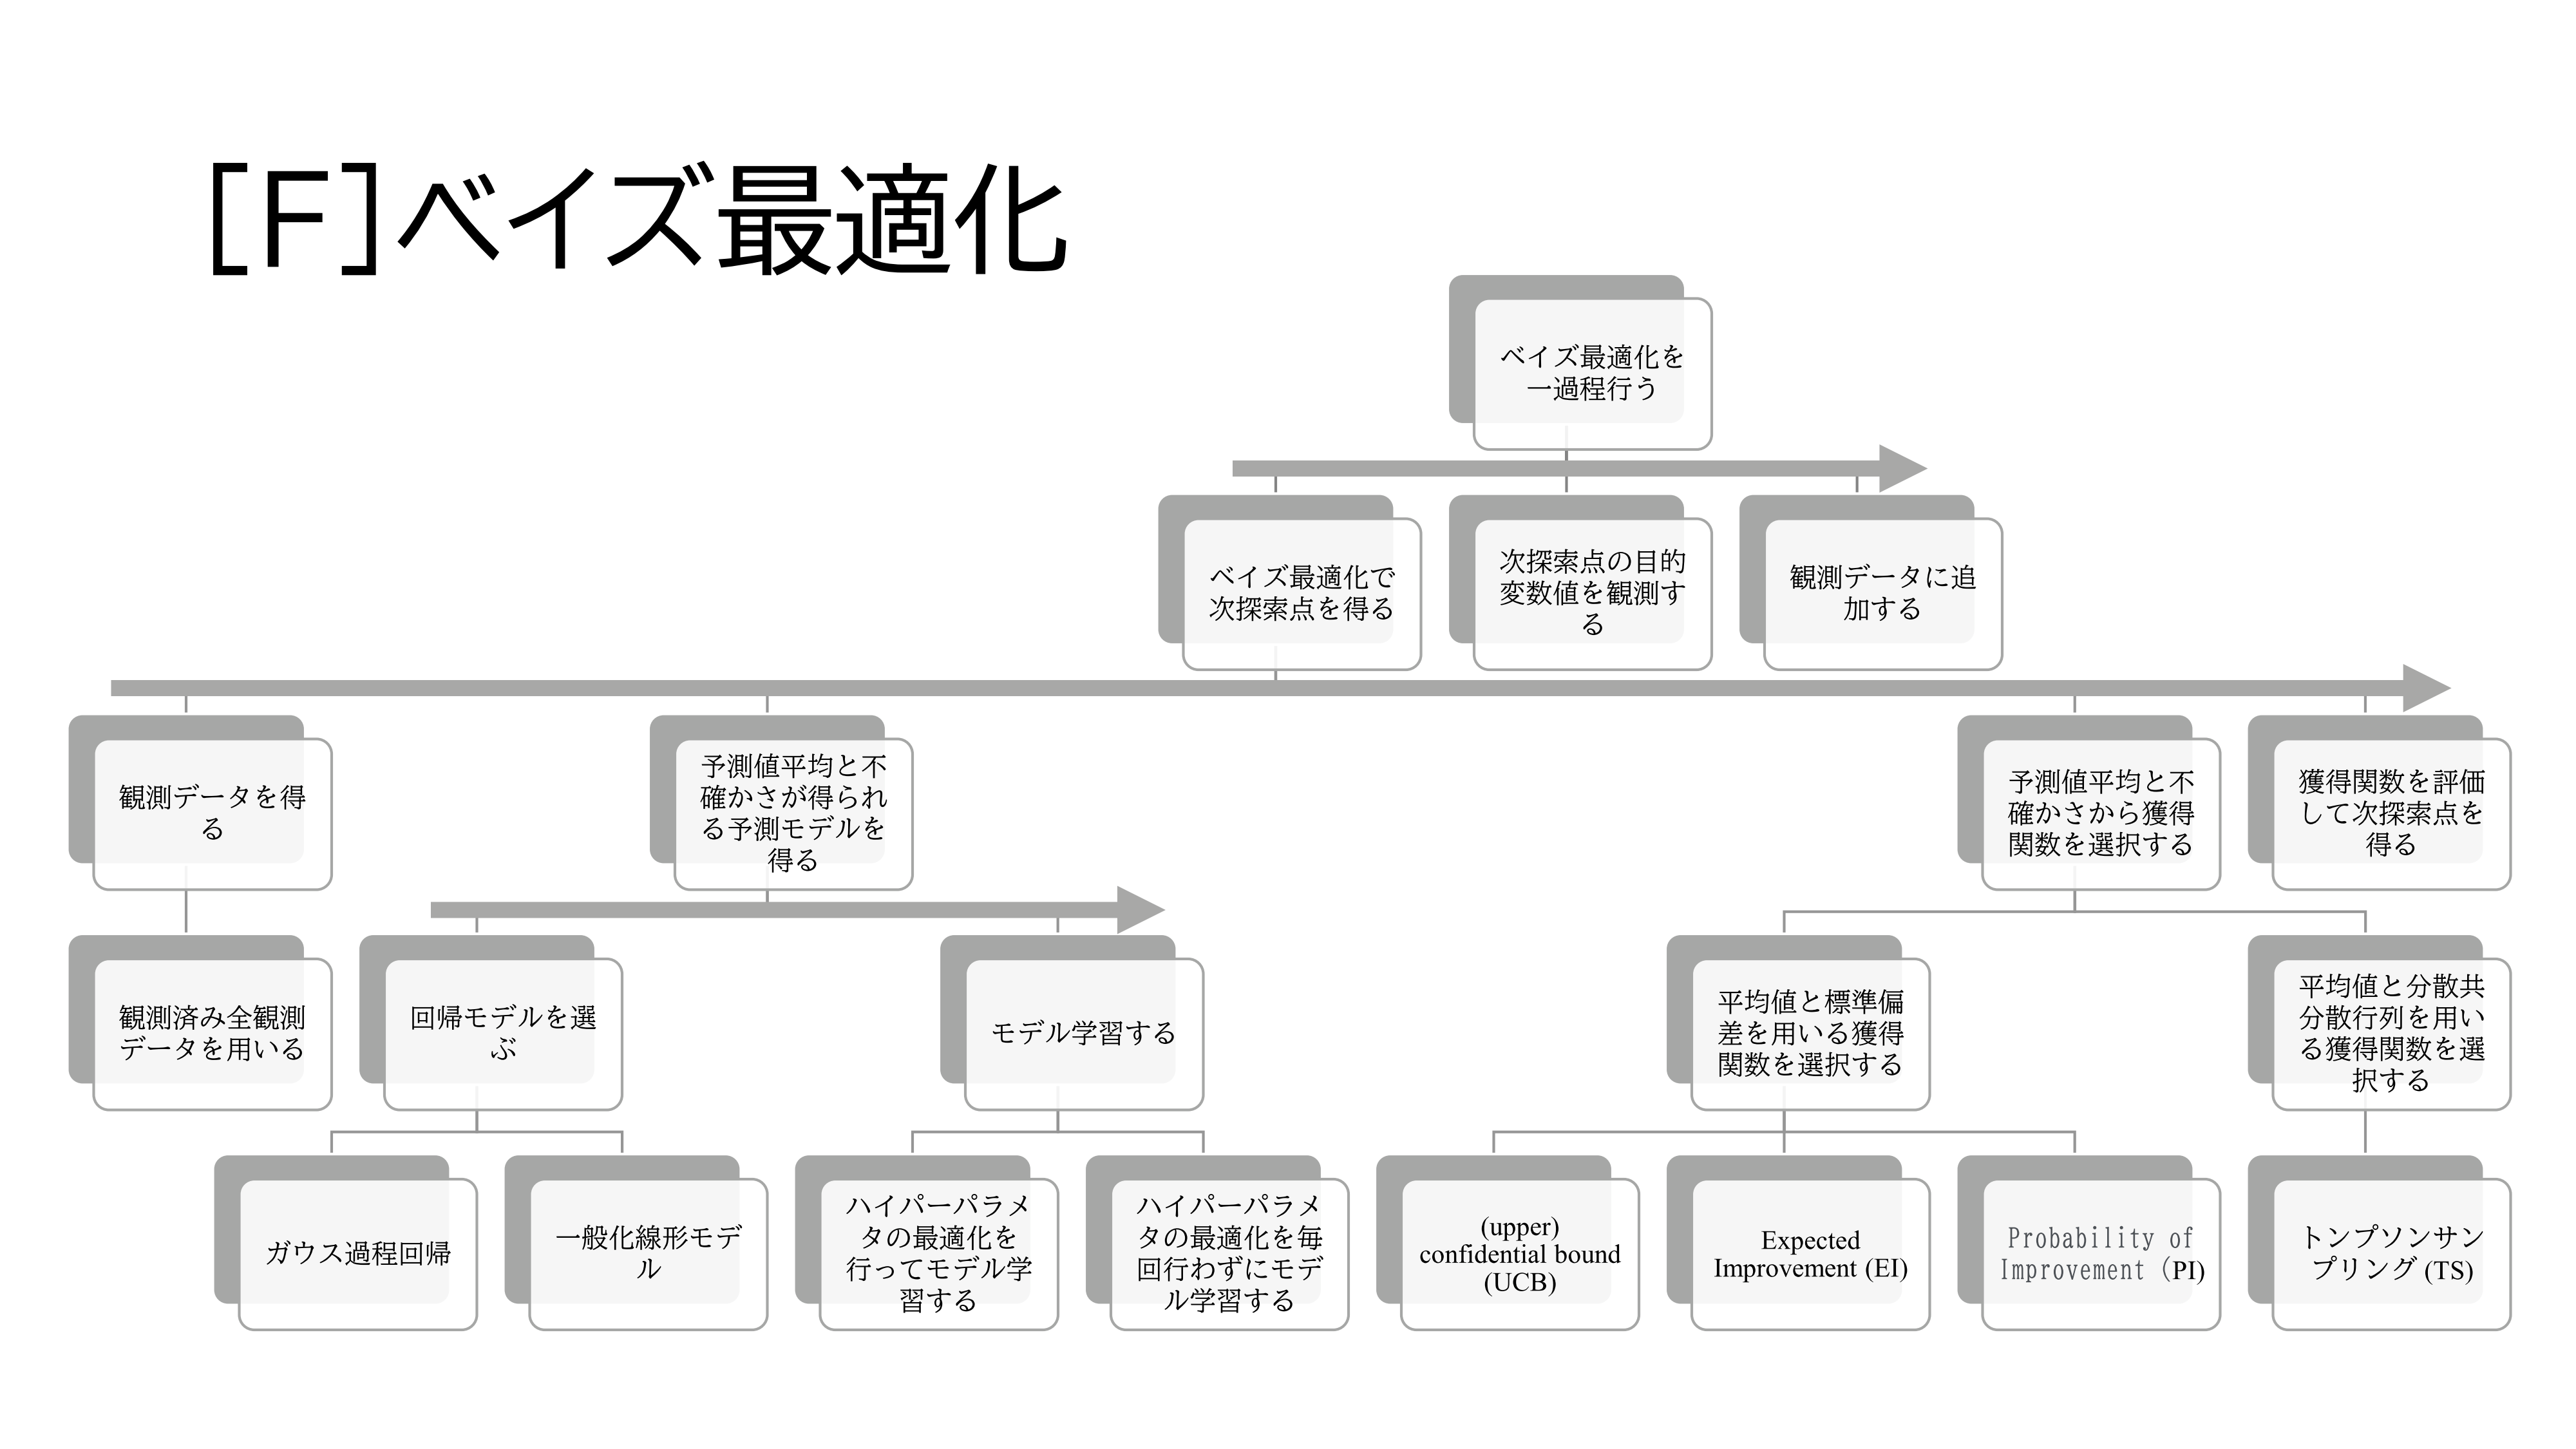 [F]ベイズ最適化
ベイズ最適化を
一過程行う
ベイズ最適化で
次探索点を得る
次探索点の目的
変数値を観測す
る
観測データに追
加する
観測データを得
る
予測値平均と不
確かさが得られ
る予測モデルを
得る
予測値平均と不
確かさから獲得
関数を選択する
獲得関数を評価
して次探索点を
得る
観測済み全観測
データを用いる
回帰モデルを選
ぶ
モデル学習する
平均値と標準偏
差を用いる獲得
関数を選択する
平均値と分散共
分散行列を用い
る獲得関数を選
択する
ガウス過程回帰
一般化線形モデ
ル
ハイパーパラメ
タの最適化を
行ってモデル学
習する
ハイパーパラメ
タの最適化を毎
回行わずにモデ
ル学習する
(upper)
confidential bound
(UCB)
Expected
Improvement (EI)
Probability of
Improvement（PI)
トンプソンサン
プリング (TS)